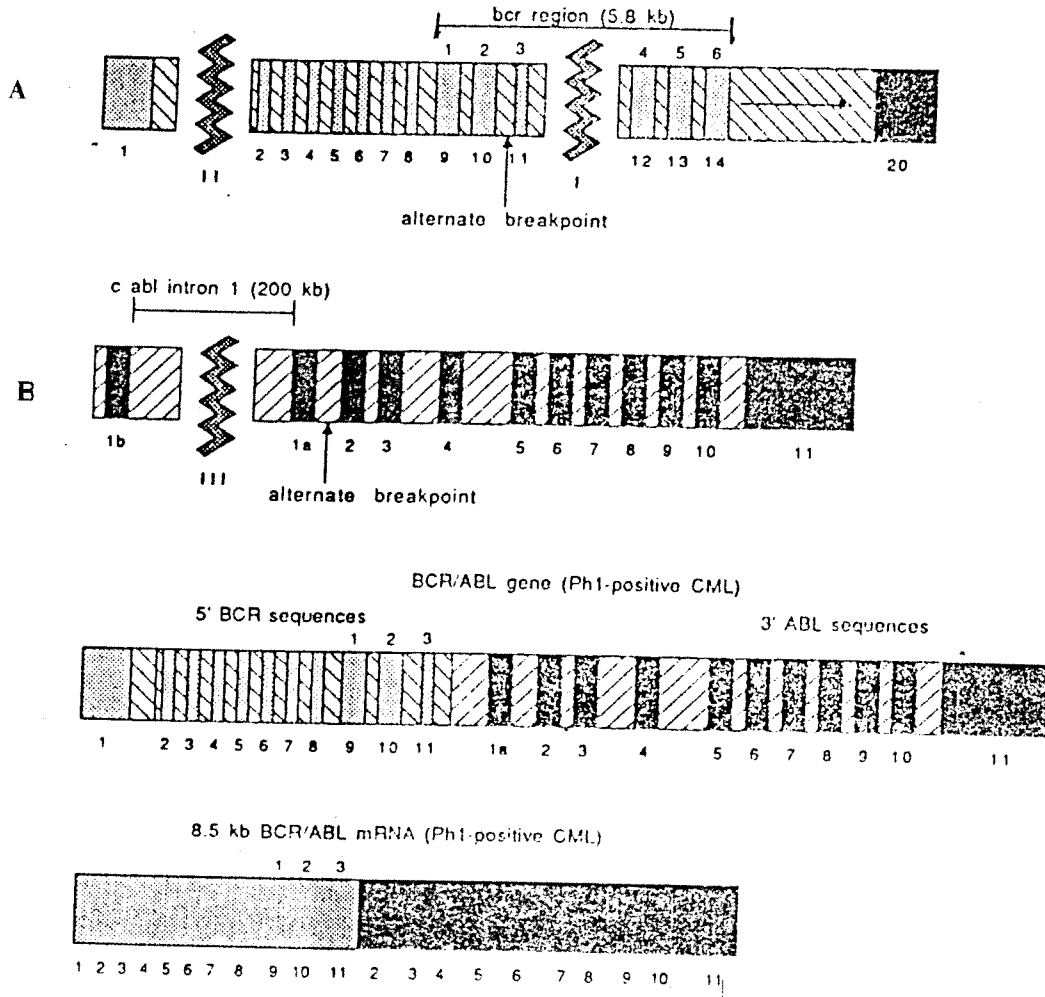 bcr region (5.8 kb)
1 2 3 4 5 6
A
1 2 3 4 5 6 7 8 9 10 11 12 13 14 20
II I
alternate breakpoint
c abl intron 1 (200 kb)
B
1b 1a 2 3 4 5 6 7 8 9 10 11
III
alternate breakpoint
BCR/ABL gene (Ph1-positive CML)
5' BCR sequences 3' ABL sequences
1 2 3
1 2 3 4 5 6 7 8 9 10 11 1a 2 3 4 5 6 7 8 9 10 11
8.5 kb BCR/ABL mRNA (Ph1-positive CML)
1 2 3
1 2 3 4 5 6 7 8 9 10 11 2 3 4 5 6 7 8 9 10 11